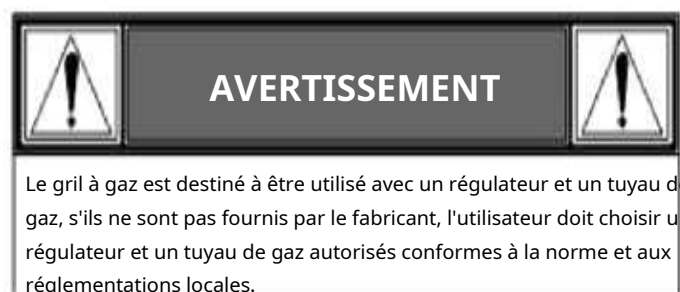 AVERTISSEMENT
Le gril à gaz est destiné à être utilisé avec un régulateur et un tuyau
gaz, s'ils ne sont pas fournis par le fabricant, l'utilisateur doit choisir
régulateur et un tuyau de gaz autorisés conformes à la norme et aux
réglementations locales.